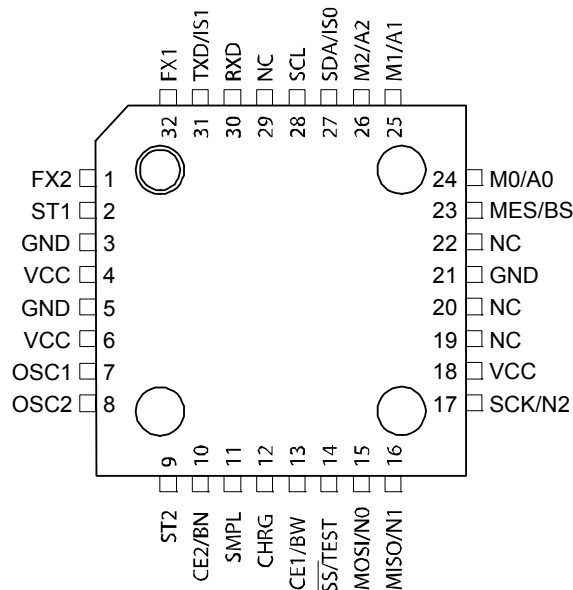 FX1 TXD/IS1 RXD NC SCL SDA/IS0 M2/A2 M1/A1
32 31 30 29 28 27 26 25
FX2 1 24 M0/A0
ST1 2 23 MES/BS
GND 3 22 NC
VCC 4 21 GND
GND 5 20 NC
VCC 6 19 NC
OSC1 7 18 VCC
OSC2 8 17 SCK/N2
9 10 11 12 13 14 15 16
ST2 CE2/BN SMPL CHRG CE1/BW SS/TEST MOSI/N0 MISO/N1